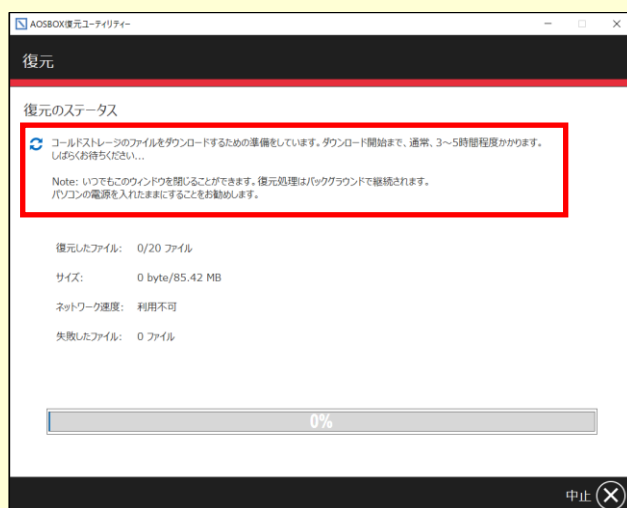 AOSBOX復元ユーティリティー
復元
復元のステータス
コールドストレージのファイルをダウンロードするための準備をしています。ダウンロード開始まで、通常、3～5時間程度かかります。
しばらくお待ちください...
Note: いつでもこのウィンドウを閉じることができます。復元処理はバックグラウンドで継続されます。
パソコンの電源を入れたままにすることをお勧めします。
復元したファイル: 0/20 ファイル
サイズ: 0 byte/85.42 MB
ネットワーク速度: 利用不可
失敗したファイル: 0 ファイル
0%
中止